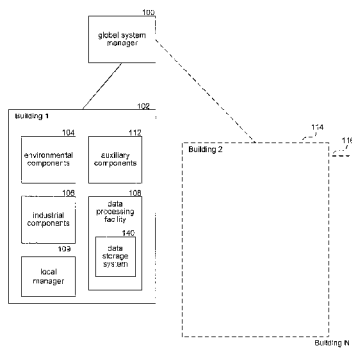 100
global system
manager
102
Building 1
104
environmental
components
112
auxiliary
components
106
industrial
components
108
data
processing
facility
140
data
storage
system
109
local
manager
114
116
Building 2
Building N